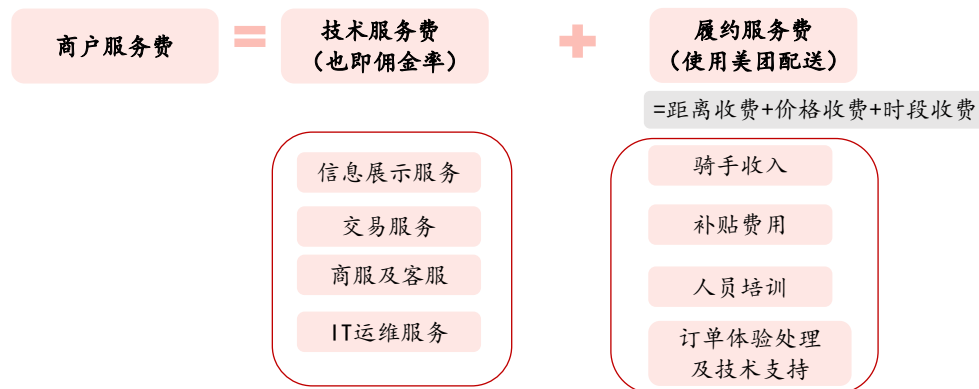 商户服务费
=
技术服务费
（也即佣金率）
+
履约服务费
（使用美团配送）
=距离收费+价格收费+时段收费
信息展示服务
交易服务
商服及客服
IT运维服务
骑手收入
补贴费用
人员培训
订单体验处理
及技术支持